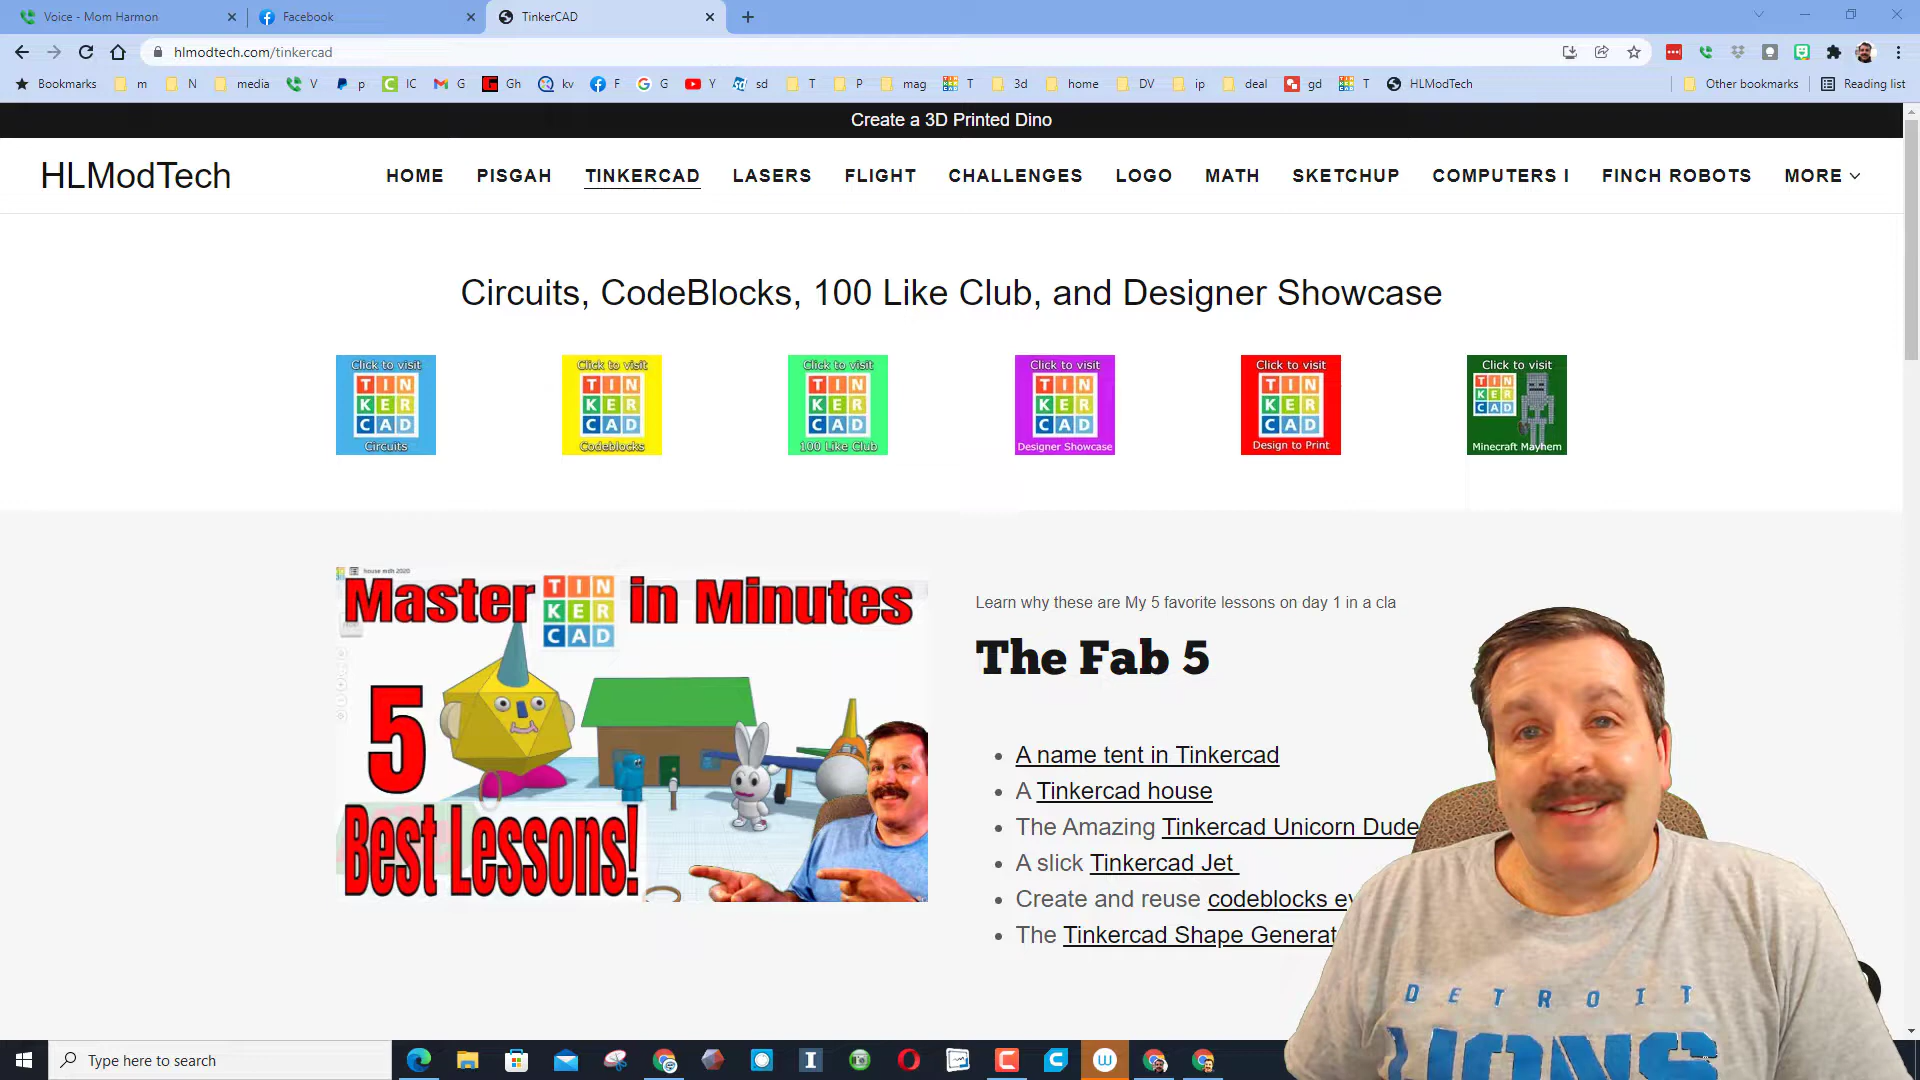 Voice - Mom Harmon
Facebook
TinkerCAD
hlmodtech.com/tinkercad
Bookmarks m N media V p IC G Gh kv F G Y sd T P mag T 3d home DV ip deal gd T HLModTech Other bookmarks Reading list
Create a 3D Printed Dino
HLModTech
HOME PISGAH TINKERCAD LASERS FLIGHT CHALLENGES LOGO MATH SKETCHUP COMPUTERS I FINCH ROBOTS MORE
Circuits, CodeBlocks, 100 Like Club, and Designer Showcase
Click to visit
TIN
KER
CAD
Circuits
Click to visit
TIN
KER
CAD
Codeblocks
Click to visit
TIN
KER
CAD
100 Like Club
Click to visit
TIN
KER
CAD
Designer Showcase
Click to visit
TIN
KER
CAD
Design to Print
Click to visit
TIN
KER
CAD
Minecraft Mayhem
house mdh 2020
Master TIN KER CAD in Minutes
5
Best Lessons!
Learn why these are My 5 favorite lessons on day 1 in a cla
The Fab 5
A name tent in Tinkercad
A Tinkercad house
The Amazing Tinkercad Unicorn Dude
A slick Tinkercad Jet
Create and reuse codeblocks ev
The Tinkercad Shape Generat
DETROIT
LIONS
Type here to search